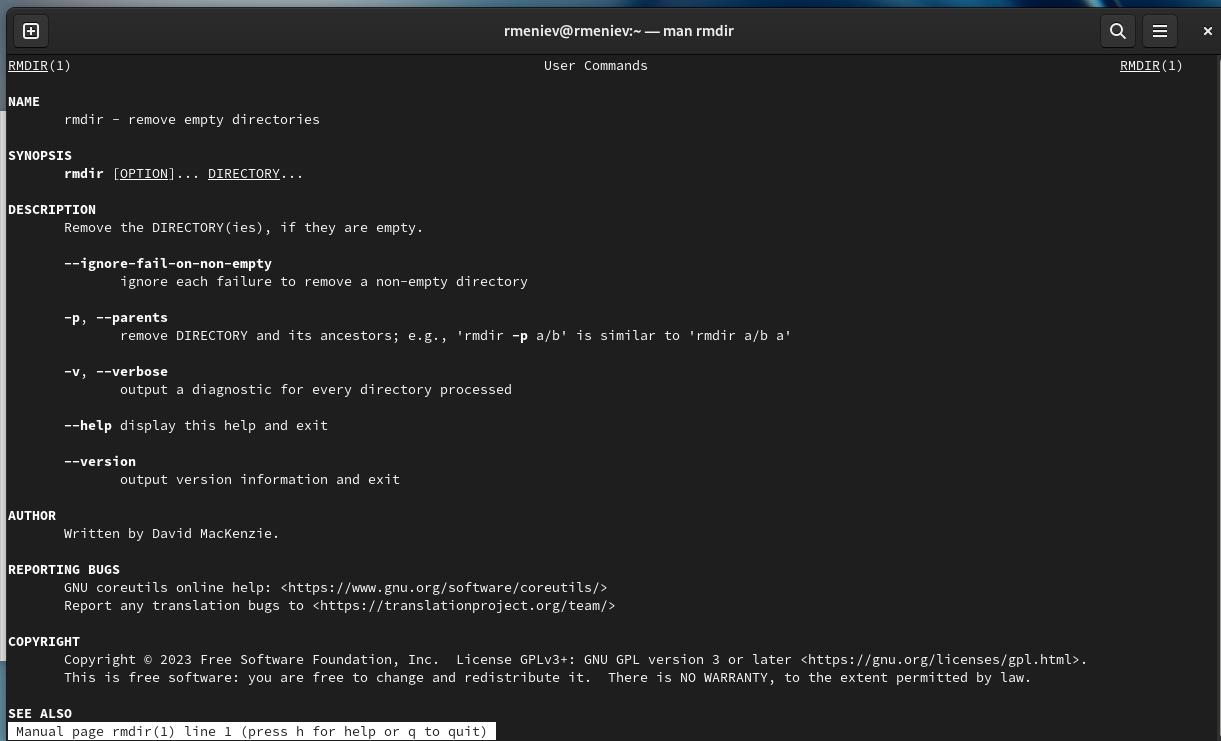 rmeniev@rmeniev:~ — man rmdir
RMDIR(1) User Commands RMDIR(1)
NAME
rmdir - remove empty directories
SYNOPSIS
rmdir [OPTION]... DIRECTORY...
DESCRIPTION
Remove the DIRECTORY(ies), if they are empty.
--ignore-fail-on-non-empty
ignore each failure to remove a non-empty directory
-p, --parents
remove DIRECTORY and its ancestors; e.g., 'rmdir -p a/b' is similar to 'rmdir a/b a'
-v, --verbose
output a diagnostic for every directory processed
--help display this help and exit
--version
output version information and exit
AUTHOR
Written by David MacKenzie.
REPORTING BUGS
GNU coreutils online help: <https://www.gnu.org/software/coreutils/>
Report any translation bugs to <https://translationproject.org/team/>
COPYRIGHT
Copyright © 2023 Free Software Foundation, Inc. License GPLv3+: GNU GPL version 3 or later <https://gnu.org/licenses/gpl.html>.
This is free software: you are free to change and redistribute it. There is NO WARRANTY, to the extent permitted by law.
SEE ALSO
Manual page rmdir(1) line 1 (press h for help or q to quit)